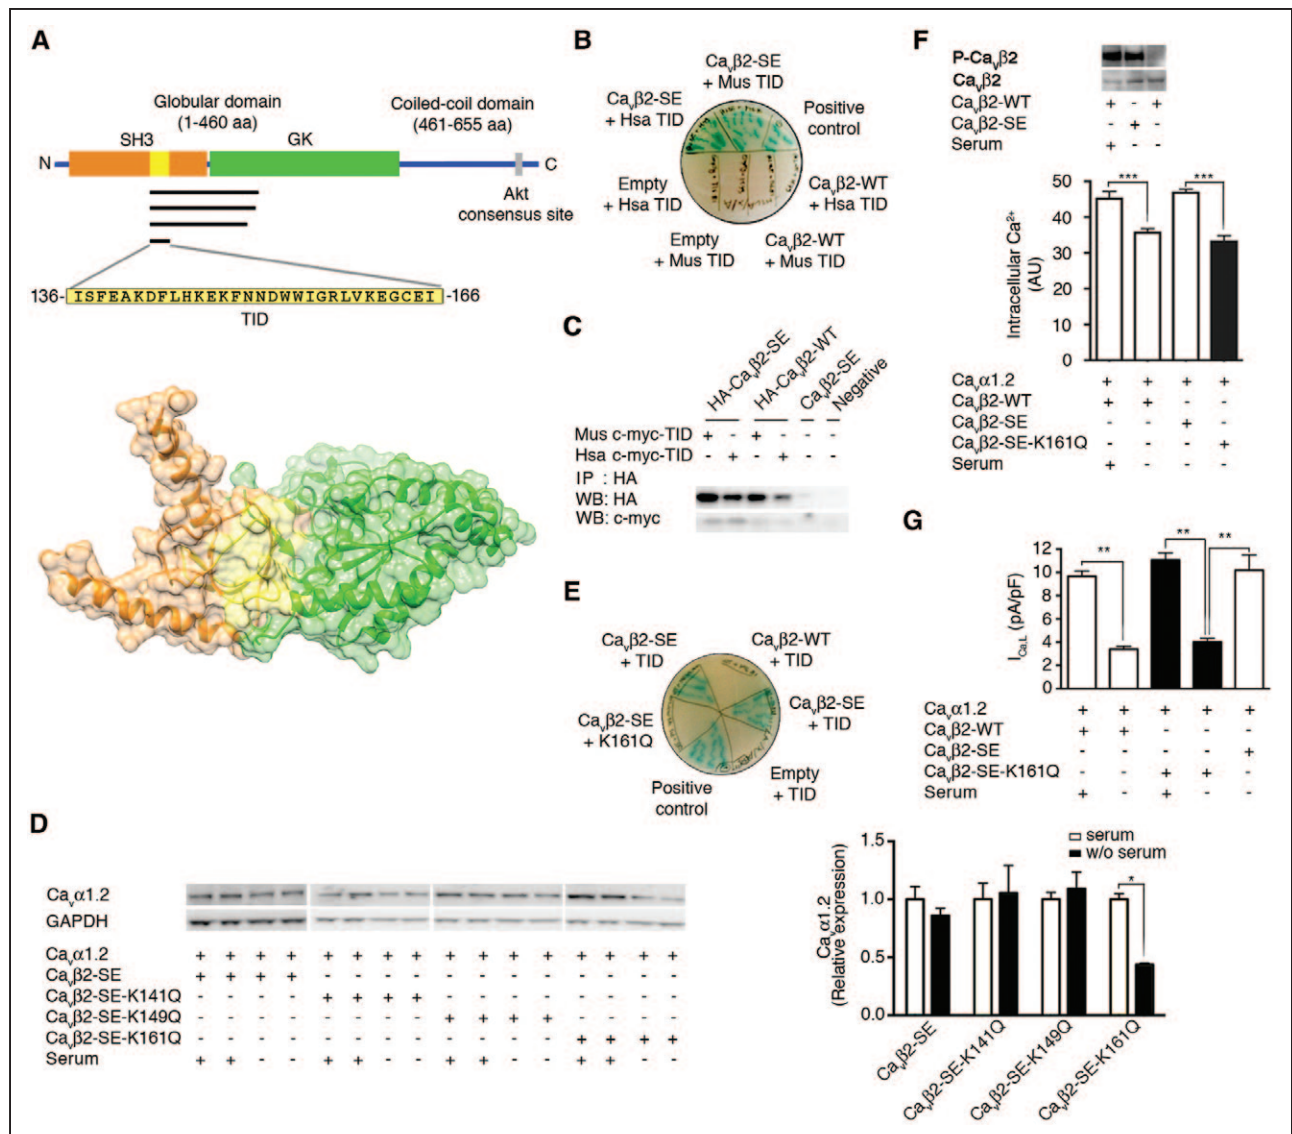 A
Globular domain
(1-460 aa)
Coiled-coil domain
(461-655 aa)
SH3
GK
N
C
Akt
consensus site
136-
ISFEAKDFLHKEKFNNDWWIGRLVKEGCEI
-166
TID
B
Cavβ2-SE
+ Mus TID
Cavβ2-SE
+ Hsa TID
Positive
control
Empty
+ Hsa TID
Cavβ2-WT
+ Hsa TID
Empty
+ Mus TID
Cavβ2-WT
+ Mus TID
C
HA-Cavβ2-SE
HA-Cavβ2-WT
Cavβ2-SE
Negative
Mus c-myc-TID + - + - - -
Hsa c-myc-TID - + - + - -
IP : HA
WB: HA
WB: c-myc
E
Cavβ2-SE
+ TID
Cavβ2-WT
+ TID
Cavβ2-SE
+ K161Q
Cavβ2-SE
+ TID
Positive
control
Empty
+ TID
D
Cavα1.2
GAPDH
Cavα1.2 + + + + + + + + + + + + + + + +
Cavβ2-SE + + + + - - - - - - - - - - - -
Cavβ2-SE-K141Q - - - - + + + + - - - - - - - -
Cavβ2-SE-K149Q - - - - - - - - + + + + - - - -
Cavβ2-SE-K161Q - - - - - - - - - - - - + + + +
Serum + + - - + + - - + + - - + + - -
1.5
1.0
0.5
0.0
Cavα1.2
(Relative expression)
serum
w/o serum
*
Cavβ2-SE
Cavβ2-SE-K141Q
Cavβ2-SE-K149Q
Cavβ2-SE-K161Q
F
P-Cavβ2
Cavβ2
Cavβ2-WT + - +
Cavβ2-SE - + -
Serum + - -
50
40
30
20
10
0
Intracellular Ca²⁺
(AU)
*** ***
Cavα1.2 + + + +
Cavβ2-WT + + - -
Cavβ2-SE - - + -
Cavβ2-SE-K161Q - - - +
Serum + - - -
G
12
10
8
6
4
2
0
ICa,L (pA/pF)
** ** **
Cavα1.2 + + + + +
Cavβ2-WT + + - - -
Cavβ2-SE - - - - +
Cavβ2-SE-K161Q - - + + -
Serum + - + - -